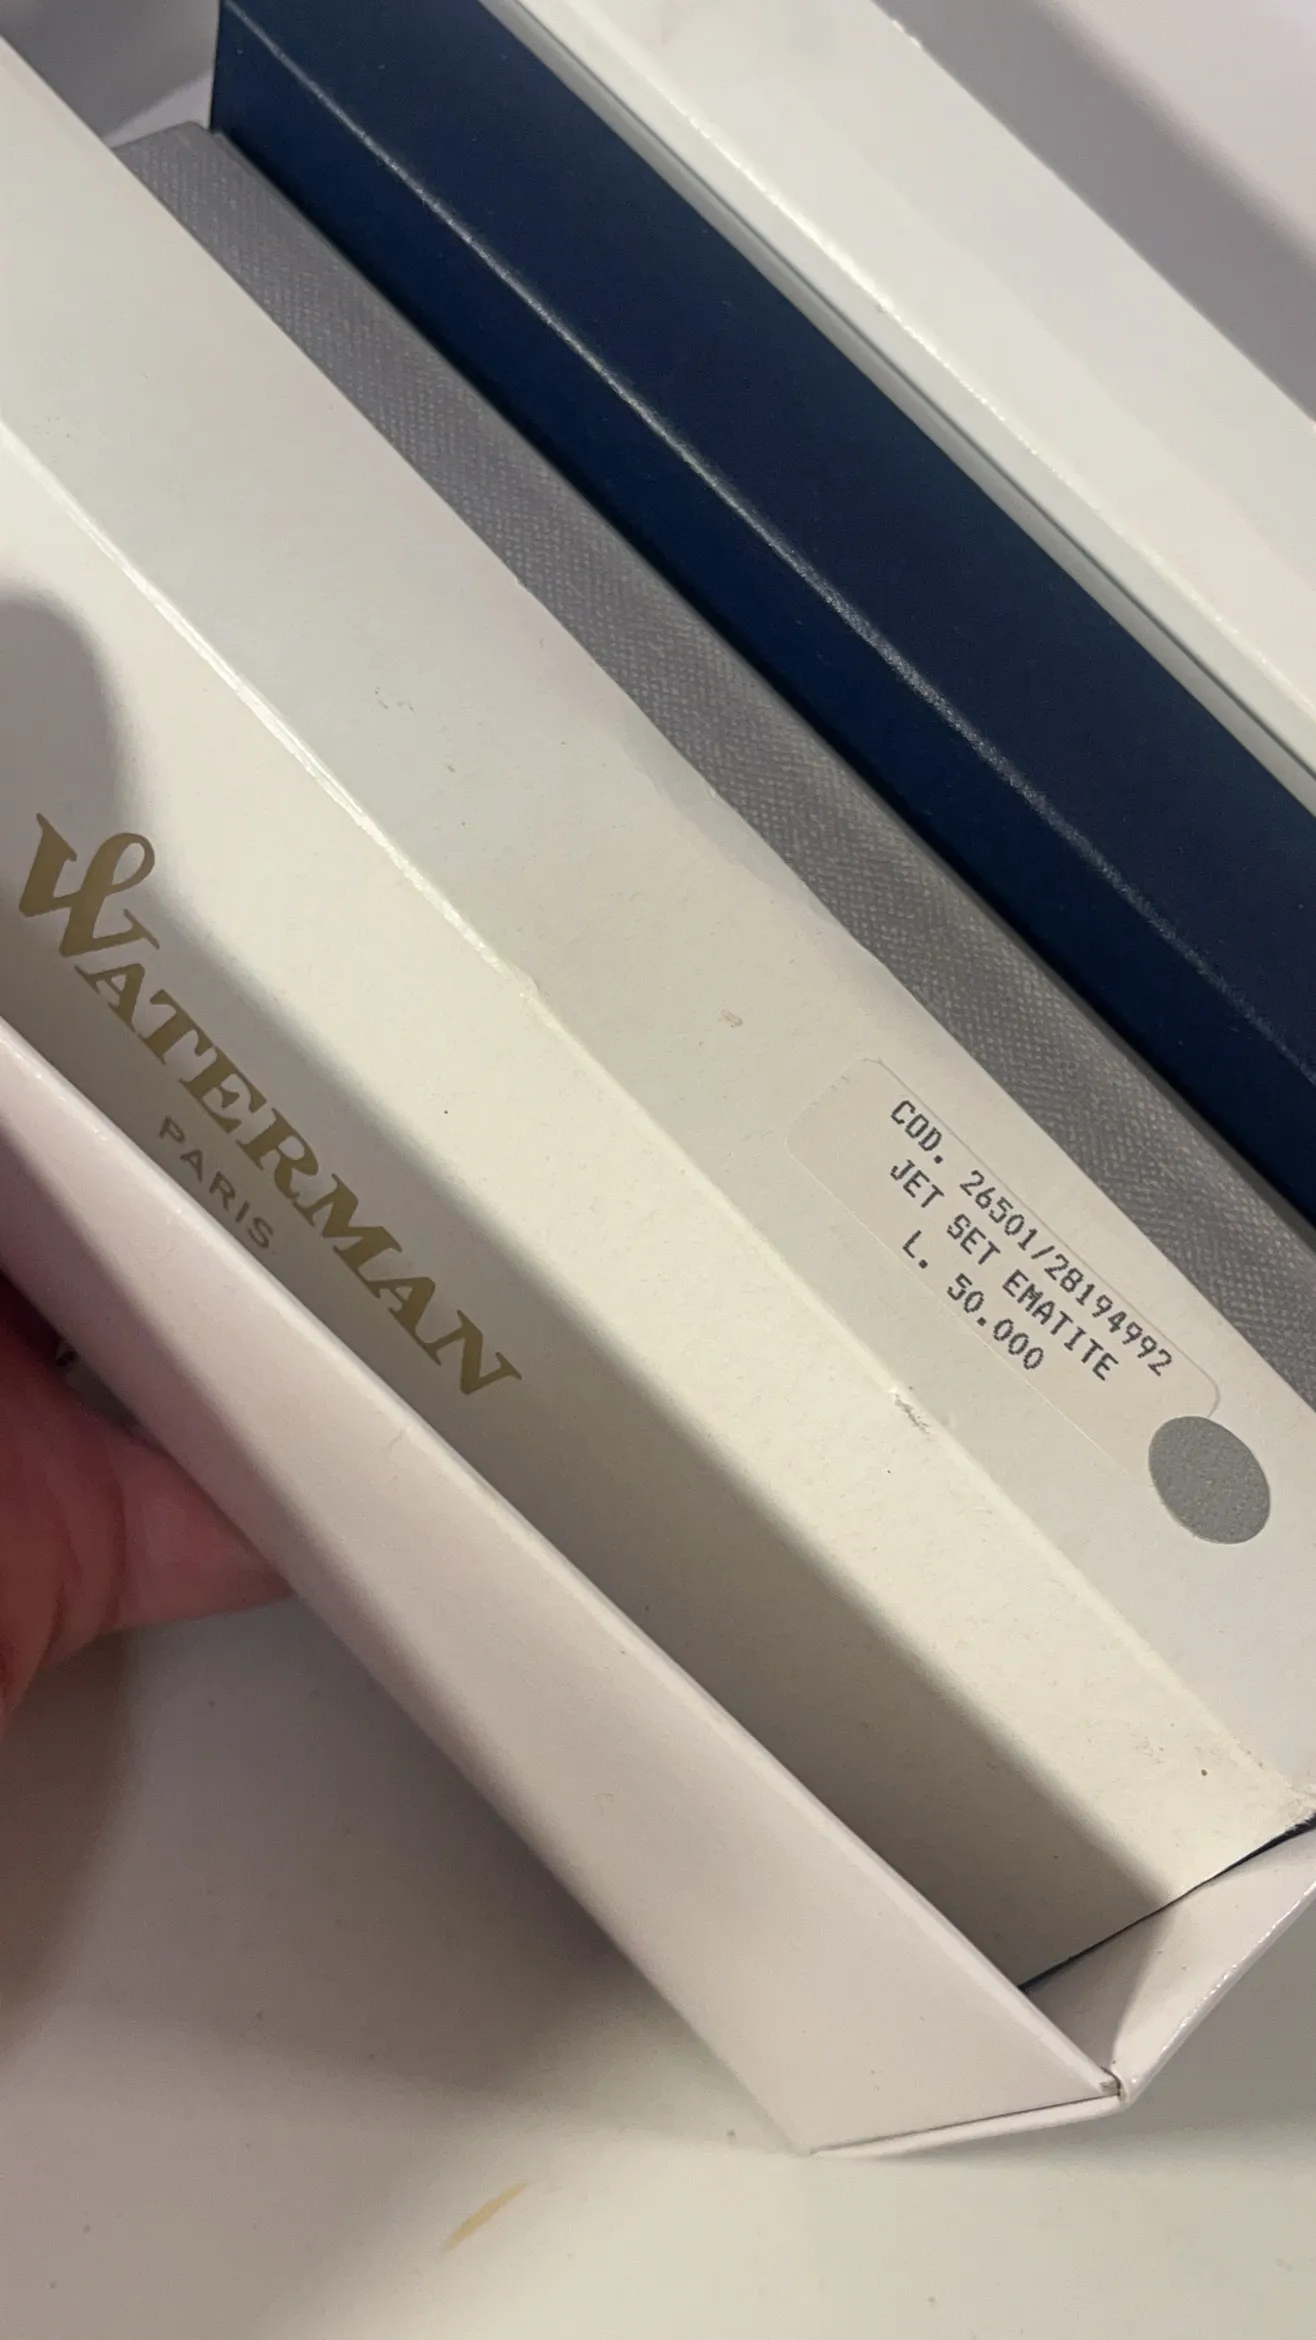 WATERMAN
PARIS
COD. 26501/28194992
JET SET EMATITE
L. 50.000